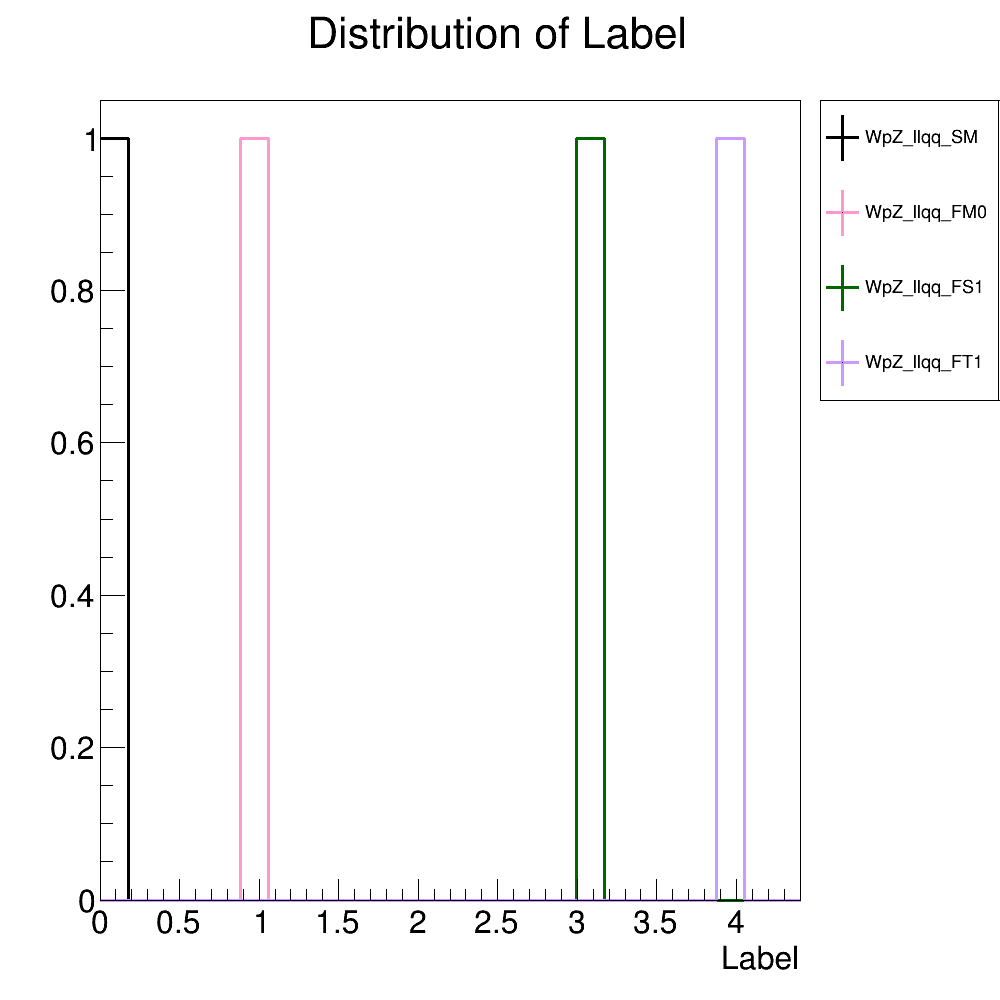 Distribution of Label
1
0.8
0.6
0.4
0.2
0
0 0.5 1 1.5 2 2.5 3 3.5 4
Label
WpZ_llqq_SM
WpZ_llqq_FM0
WpZ_llqq_FS1
WpZ_llqq_FT1